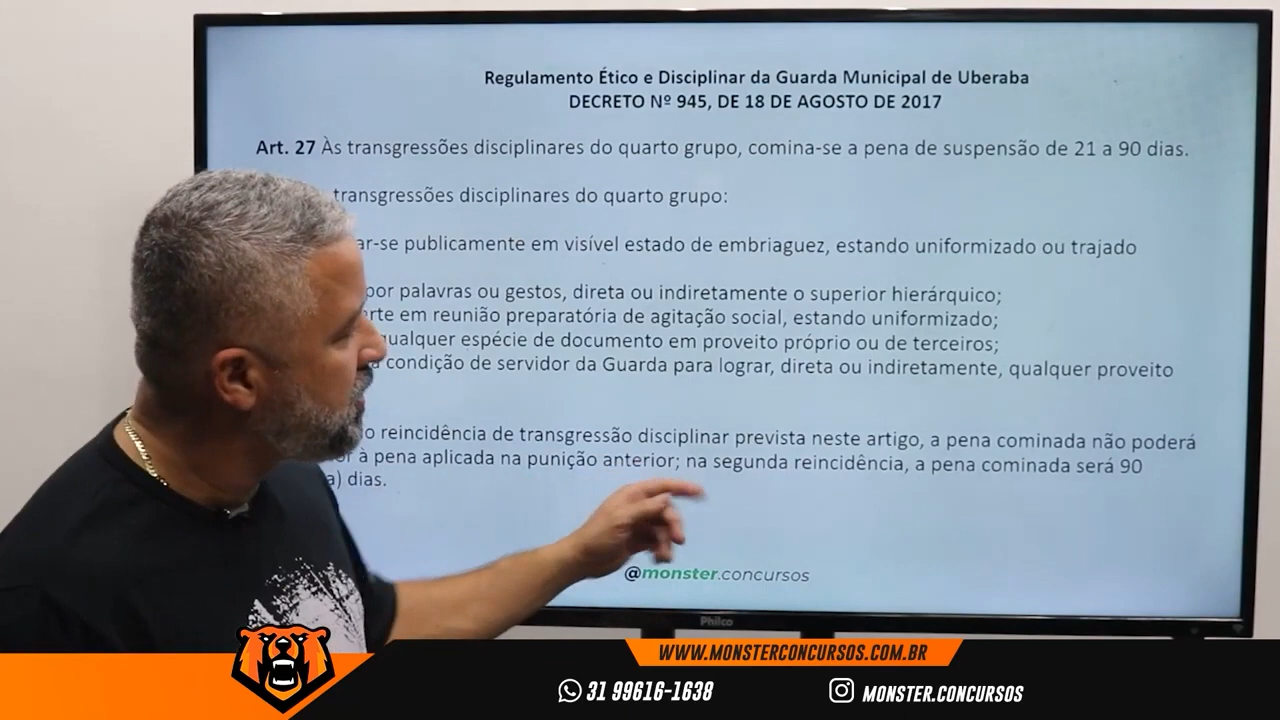 Regulamento Ético e Disciplinar da Guarda Municipal de Uberaba
DECRETO Nº 945, DE 18 DE AGOSTO DE 2017
Art. 27 Às transgressões disciplinares do quarto grupo, comina-se a pena de suspensão de 21 a 90 dias.
transgressões disciplinares do quarto grupo:
ar-se publicamente em visível estado de embriaguez, estando uniformizado ou trajado
por palavras ou gestos, direta ou indiretamente o superior hierárquico;
rte em reunião preparatória de agitação social, estando uniformizado;
qualquer espécie de documento em proveito próprio ou de terceiros;
a condição de servidor da Guarda para lograr, direta ou indiretamente, qualquer proveito
o reincidência de transgressão disciplinar prevista neste artigo, a pena cominada não poderá
or à pena aplicada na punição anterior; na segunda reincidência, a pena cominada será 90
a) dias.
@monster.concursos
Philco
WWW.MONSTERCONCURSOS.COM.BR
31 99616-1638
MONSTER.CONCURSOS